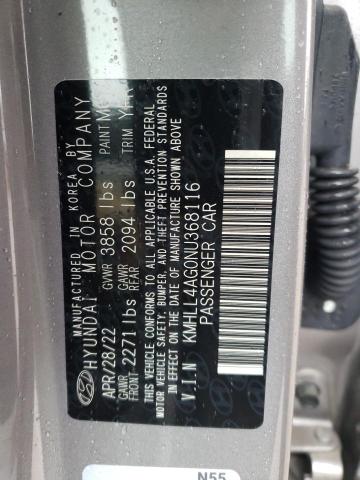 MANUFACTURED IN KOREA BY
HYUNDAI MOTOR COMPANY
APR/28/22 GVWR 3858 lbs PAINT
GAWR FRONT 2271 lbs GAWR REAR 2094 lbs TRIM
THIS VEHICLE CONFORMS TO ALL APPLICABLE U.S.A. FEDERAL
MOTOR VEHICLE SAFETY, BUMPER, AND THEFT PREVENTION STANDARDS
IN EFFECT ON THE DATE OF MANUFACTURE SHOWN ABOVE
V I N KMHLL4AG0NU368116
PASSENGER CAR
N55